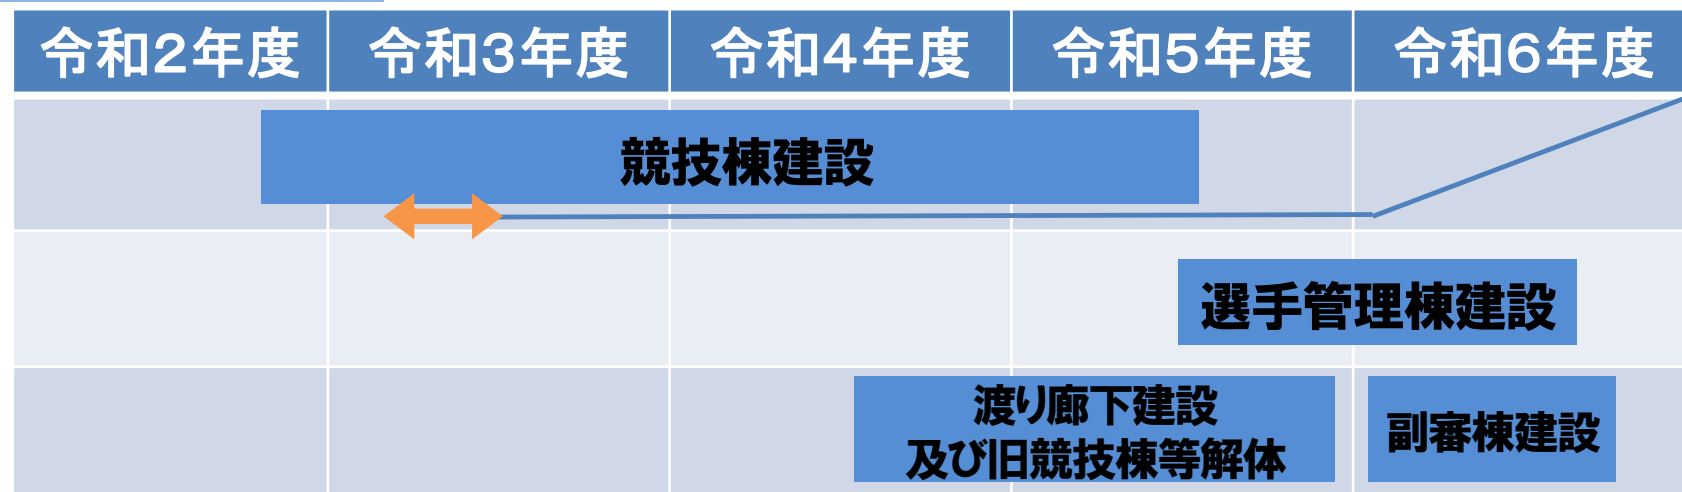 令和2年度 令和3年度 令和4年度 令和5年度 令和6年度
競技棟建設
選手管理棟建設
渡り廊下建設
及び旧競技棟等解体
副審棟建設